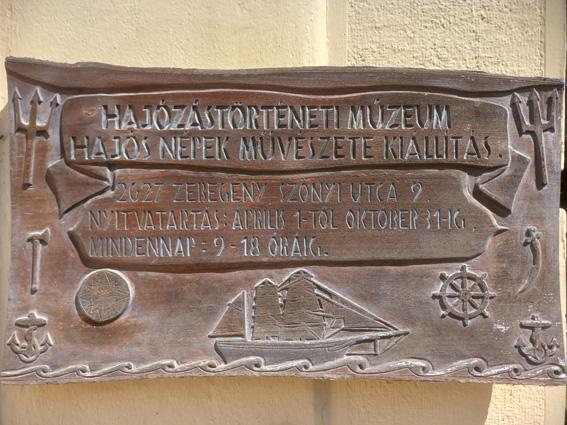 HAJÓZÁSTÖRTÉNETI MÚZEUM
HAJÓS NÉPEK MŰVÉSZETE KIÁLLÍTÁS.
2627 ZEBEGÉNY, SZŐNYI UTCA 9.
NYITVATARTÁS: ÁPRILIS 1-TŐL OKTÓBER 31-IG,
MINDENNAP: 9-18 ÓRÁIG.